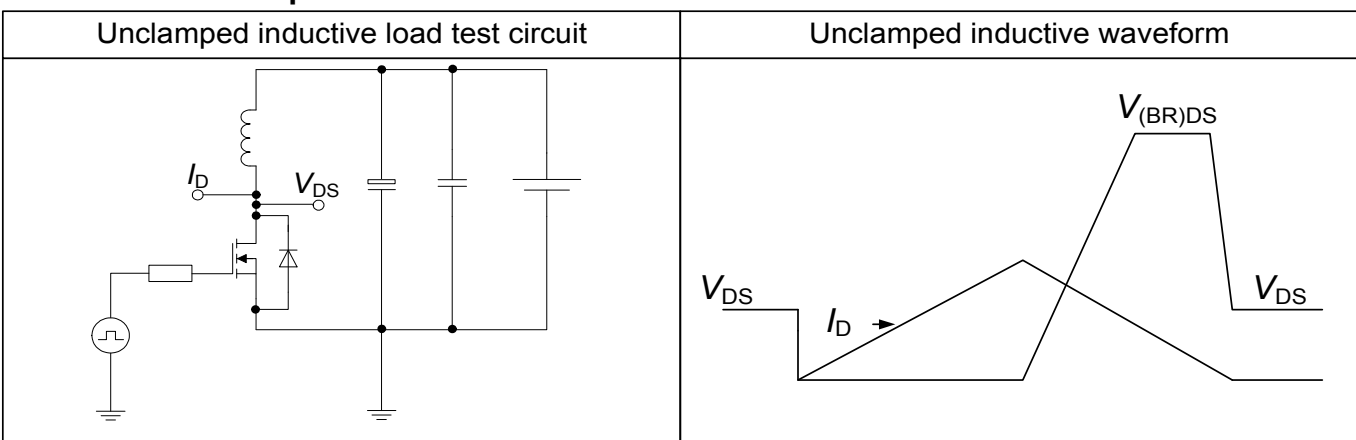 Unclamped inductive load test circuit
Unclamped inductive waveform
V(BR)DS
ID
VDS
VDS
ID
VDS